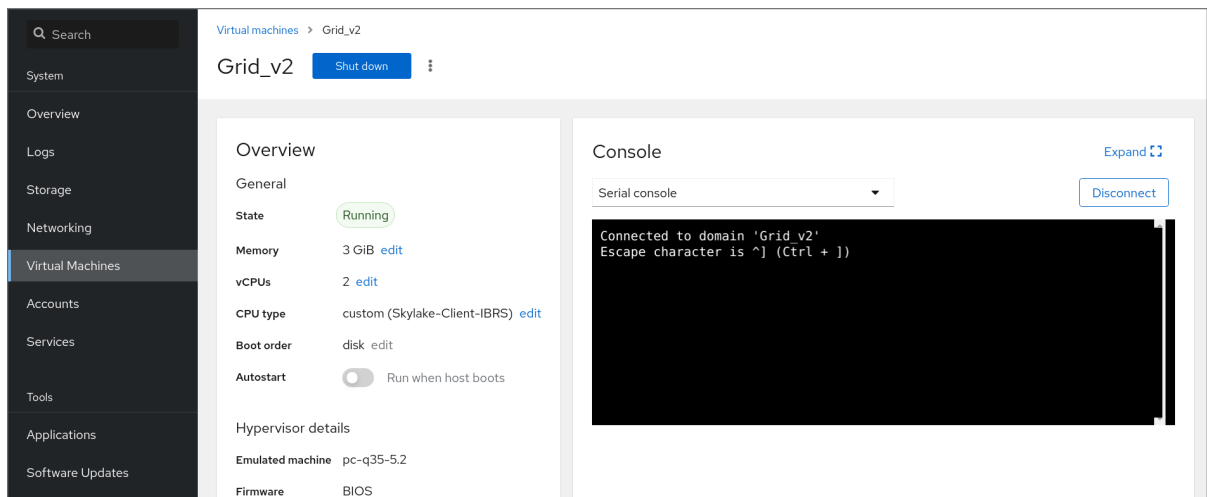 Search
System
Overview
Logs
Storage
Networking
Virtual Machines
Accounts
Services
Tools
Applications
Software Updates
Virtual machines > Grid_v2
Grid_v2 Shut down
Overview
General
State Running
Memory 3 GiB edit
vCPUs 2 edit
CPU type custom (Skylake-Client-IBRS) edit
Boot order disk edit
Autostart Run when host boots
Hypervisor details
Emulated machine pc-q35-5.2
Firmware BIOS
Console Expand
Serial console Disconnect
Connected to domain 'Grid_v2'
Escape character is ^] (Ctrl + ])